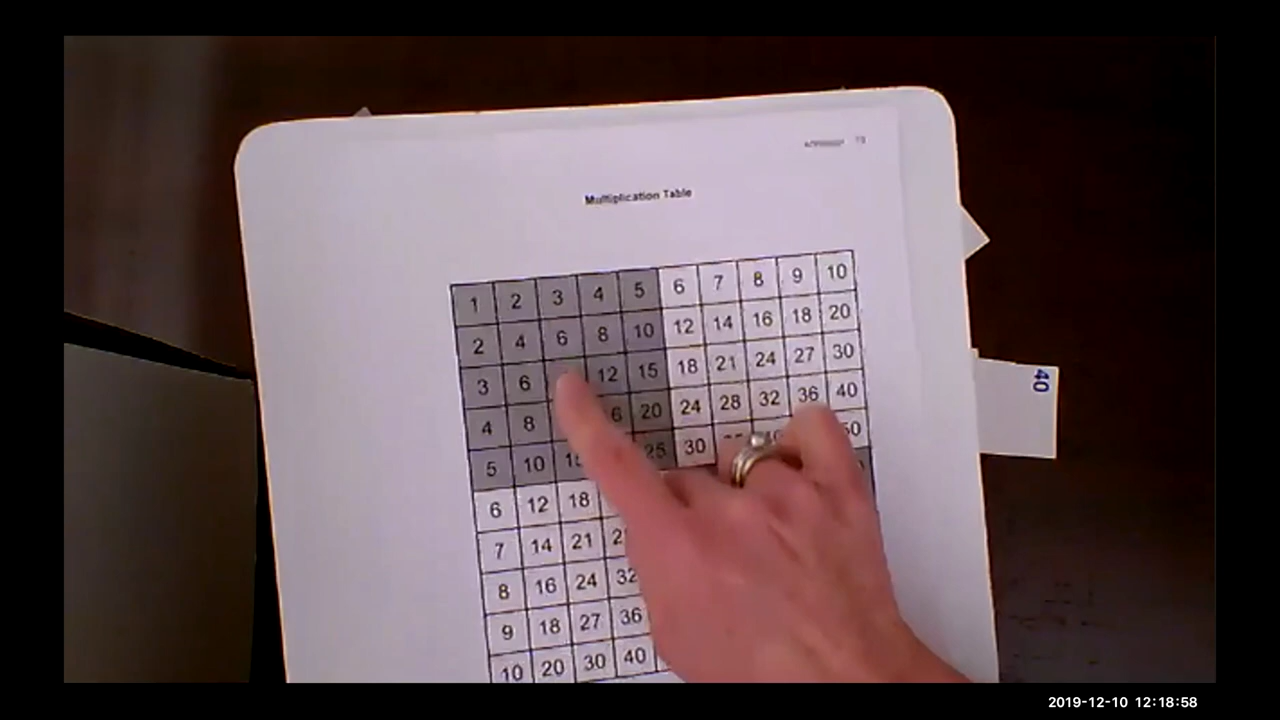 Multiplication Table
1 2 3 4 5 6 7 8 9 10
2 4 6 8 10 12 14 16 18 20
3 6 12 15 18 21 24 27 30
4 8 6 20 24 28 32 36 40
5 10 25 30 50
6 12 18
7 14 21
8 16 24 32
9 18 27 36
10 20 30 40
40
2019-12-10 12:18:58